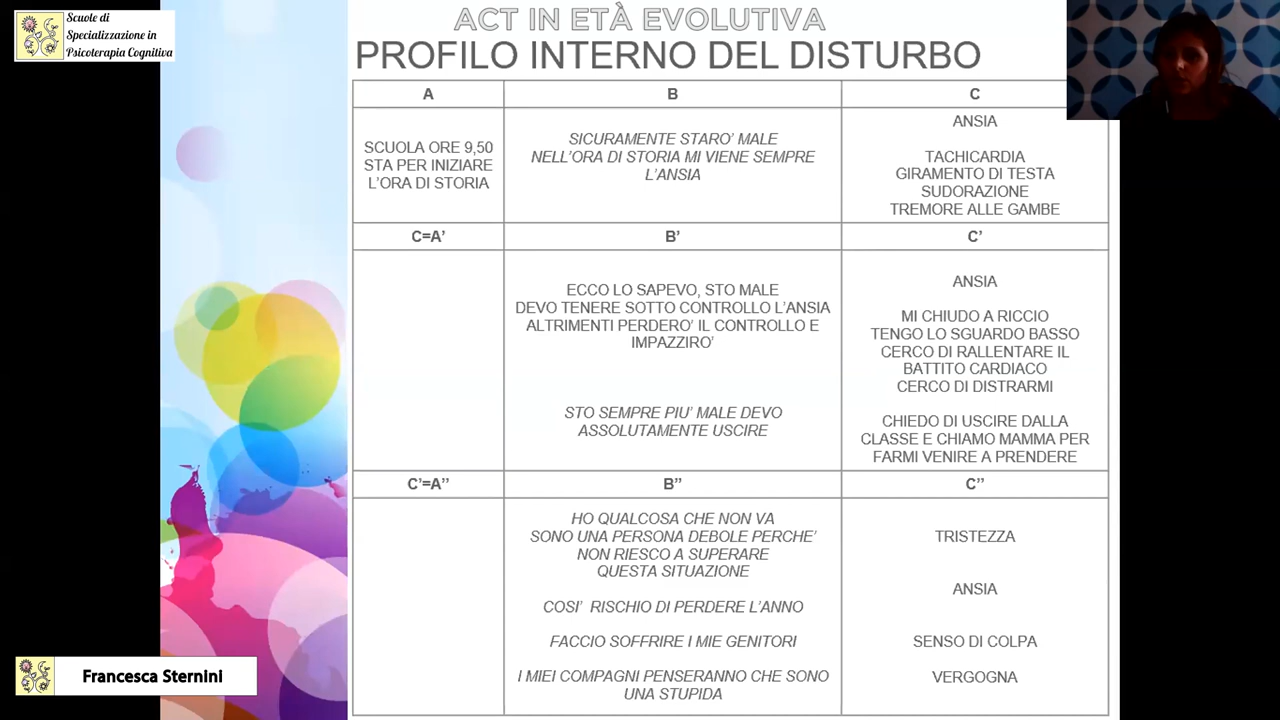 Scuole di
Specializzazione in
Psicoterapia Cognitiva
ACT IN ETÀ EVOLUTIVA
PROFILO INTERNO DEL DISTURBO
A
B
C
SCUOLA ORE 9,50
STA PER INIZIARE
L'ORA DI STORIA
SICURAMENTE STARO' MALE
NELL'ORA DI STORIA MI VIENE SEMPRE
L'ANSIA
ANSIA
TACHICARDIA
GIRAMENTO DI TESTA
SUDORAZIONE
TREMORE ALLE GAMBE
C=A'
B'
C'
ECCO LO SAPEVO, STO MALE
DEVO TENERE SOTTO CONTROLLO L'ANSIA
ALTRIMENTI PERDERO' IL CONTROLLO E
IMPAZZIRO'
STO SEMPRE PIU' MALE DEVO
ASSOLUTAMENTE USCIRE
ANSIA
MI CHIUDO A RICCIO
TENGO LO SGUARDO BASSO
CERCO DI RALLENTARE IL
BATTITO CARDIACO
CERCO DI DISTRARMI
CHIEDO DI USCIRE DALLA
CLASSE E CHIAMO MAMMA PER
FARMI VENIRE A PRENDERE
C'=A''
B''
C''
HO QUALCOSA CHE NON VA
SONO UNA PERSONA DEBOLE PERCHE'
NON RIESCO A SUPERARE
QUESTA SITUAZIONE
COSI' RISCHIO DI PERDERE L'ANNO
FACCIO SOFFRIRE I MIE GENITORI
I MIEI COMPAGNI PENSERANNO CHE SONO
UNA STUPIDA
TRISTEZZA
ANSIA
SENSO DI COLPA
VERGOGNA
Francesca Sternini